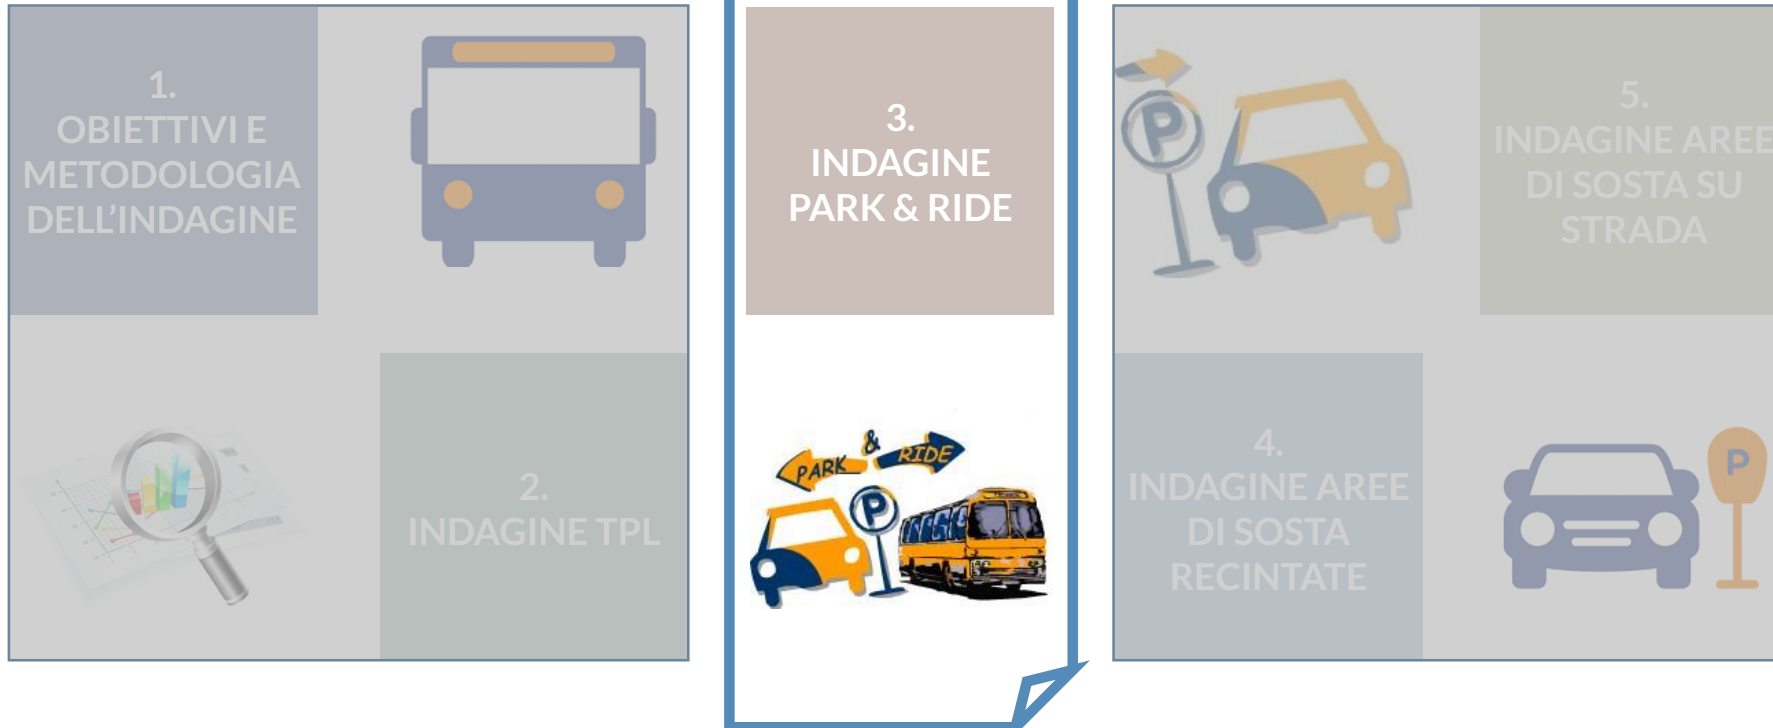 1.
OBIETTIVI E
METODOLOGIA
DELL'INDAGINE
2.
INDAGINE TPL
3.
INDAGINE
PARK & RIDE
PARK
&
RIDE
P
P
5.
INDAGINE AREE
DI SOSTA SU
STRADA
4.
INDAGINE AREE
DI SOSTA
RECINTATE
P